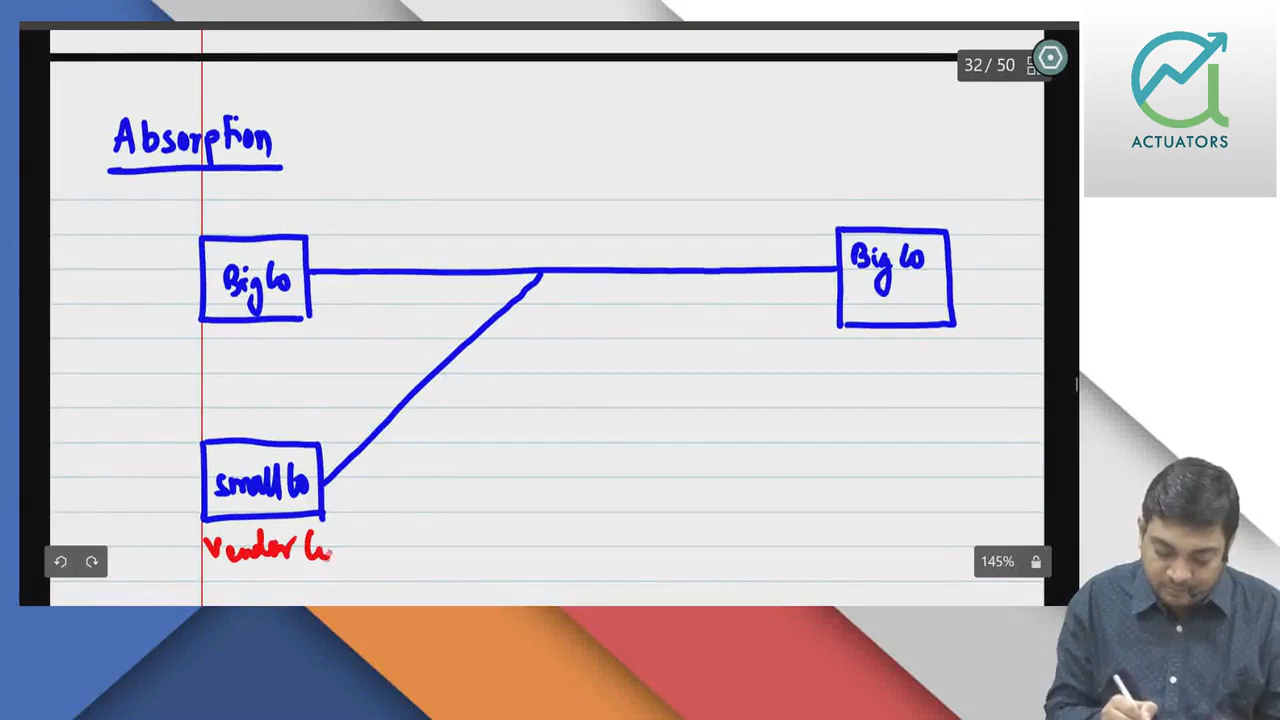 32 / 50
ACTUATORS
Absorption
Big Co
Big Co
Small Co
Vendor Co
145%